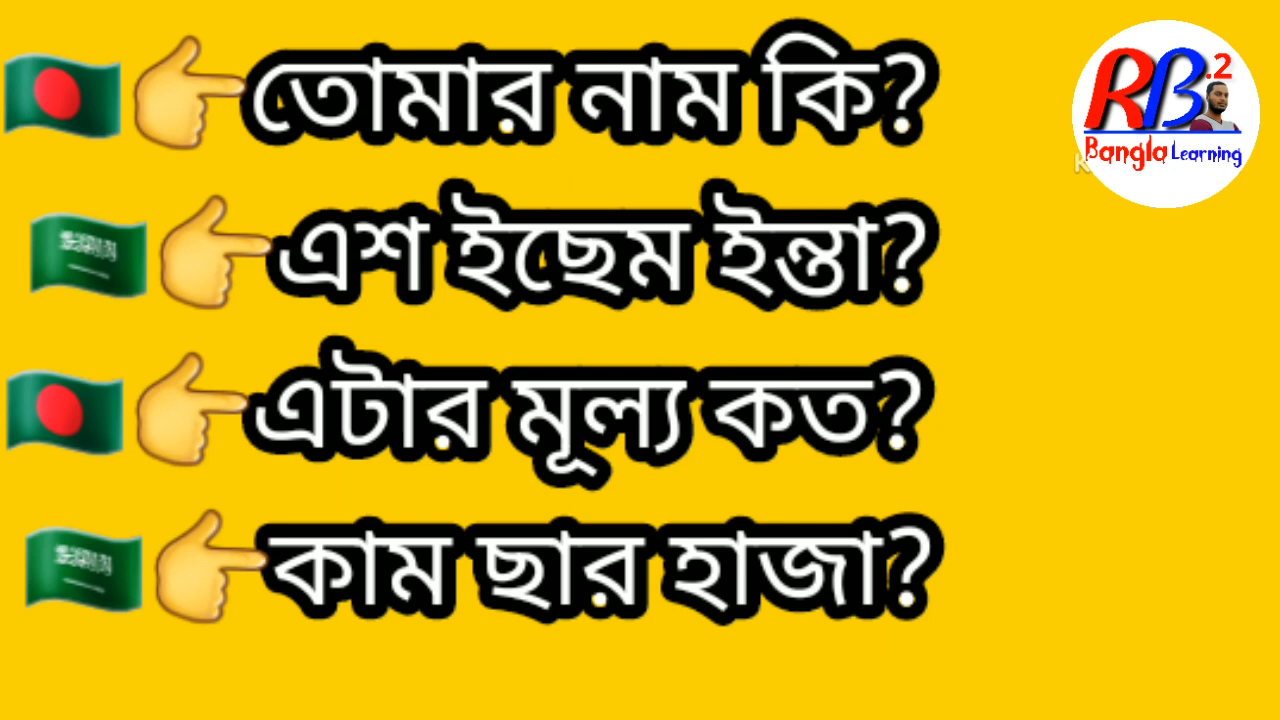 তোমার নাম কি?
এশ ইছেম ইন্তা?
এটার মূল্য কত?
কাম ছার হাজা?
RB.2
Bangla Learning